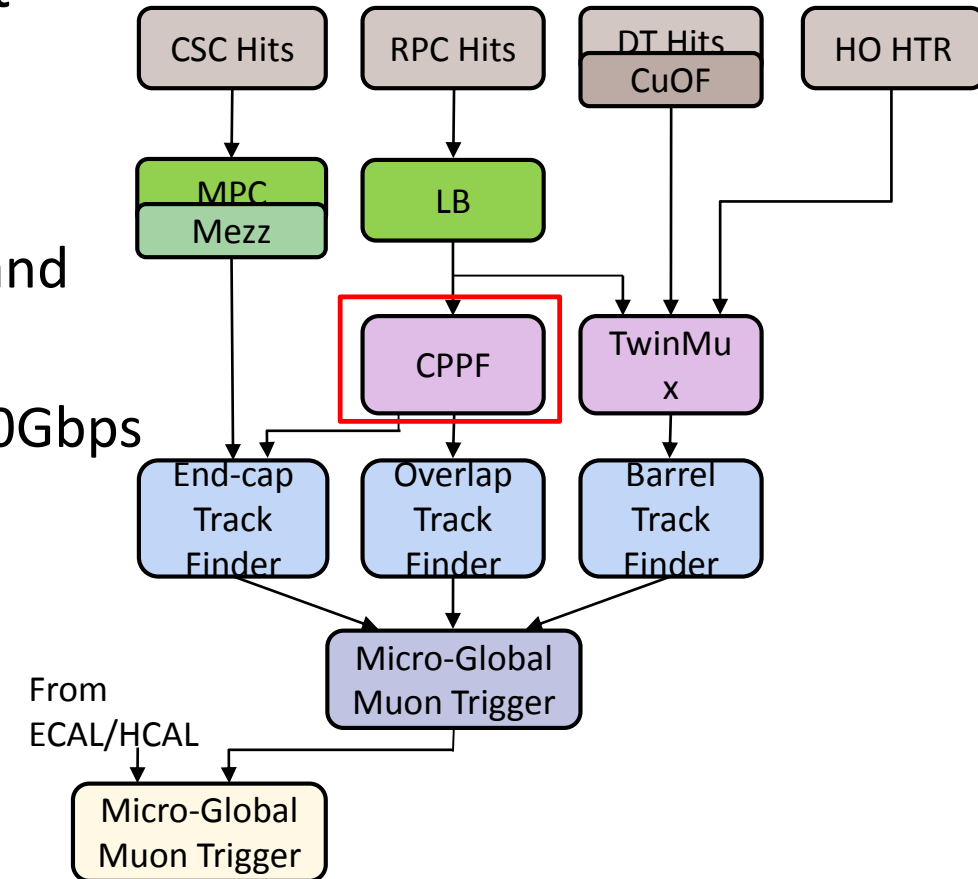 CSC Hits
RPC Hits
DT Hits
CuOF
HO HTR
MPC
Mezz
LB
and
CPPF
TwinMu
x
0Gbps
End-cap
Track
Finder
Overlap
Track
Finder
Barrel
Track
Finder
Micro-Global
Muon Trigger
From
ECAL/HCAL
Micro-Global
Muon Trigger